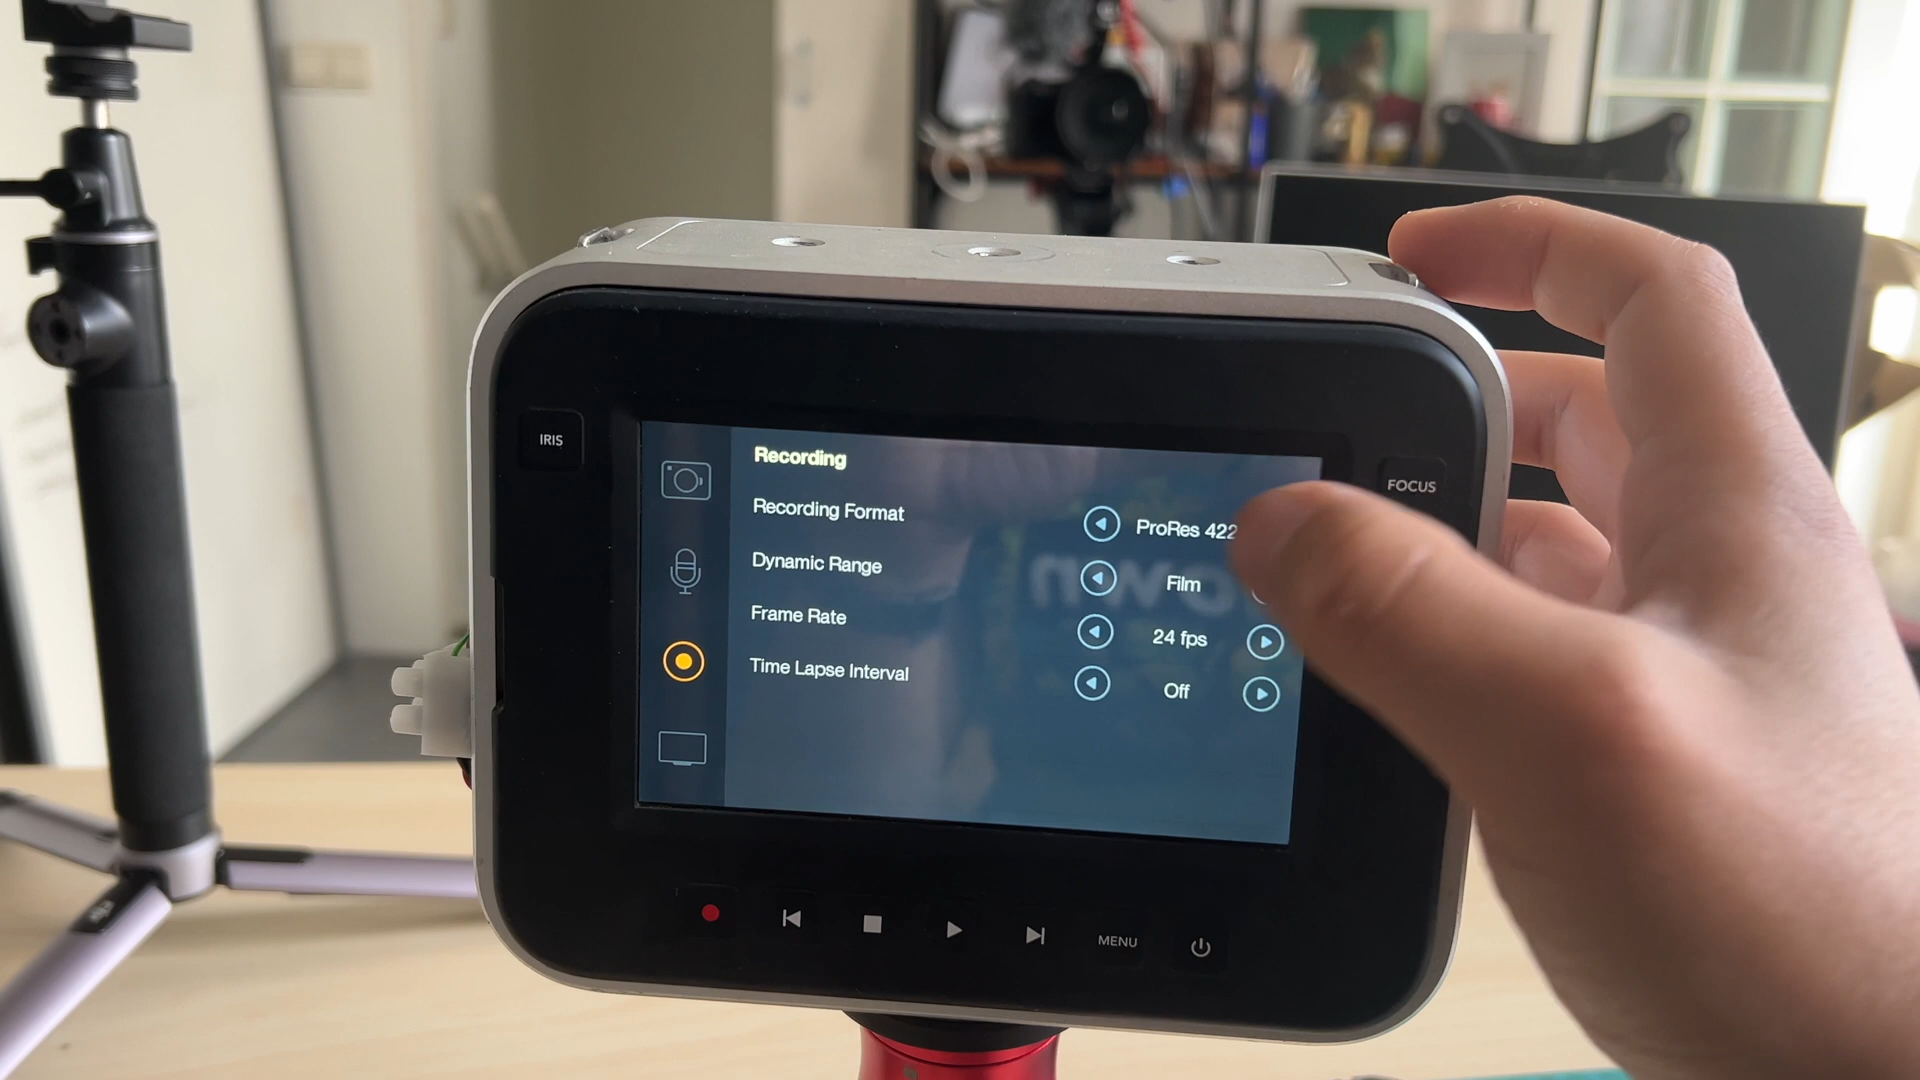 IRIS
FOCUS
Recording
Recording Format
ProRes 422
Dynamic Range
Film
Frame Rate
24 fps
Time Lapse Interval
Off
MENU